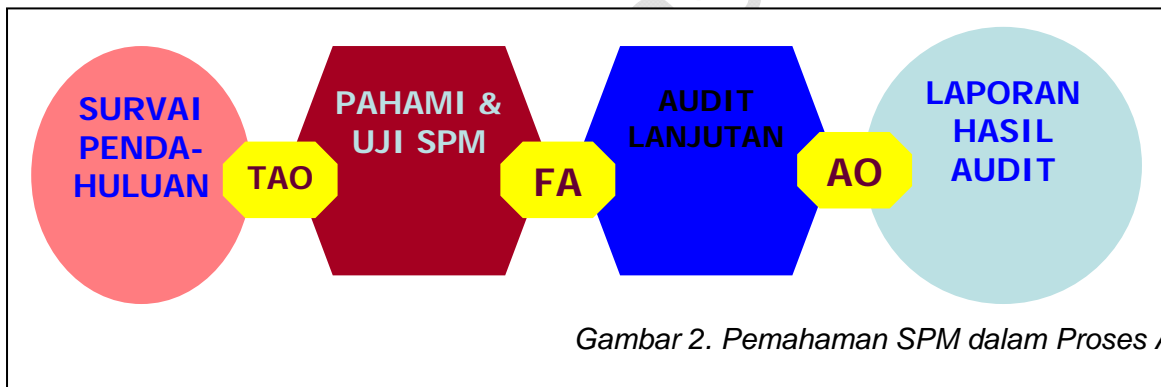 SURVAI
PENDA-
HULUAN
TAO
PAHAMI &
UJI SPM
FA
AUDIT
LANJUTAN
AO
LAPORAN
HASIL
AUDIT
Gambar 2. Pemahaman SPM dalam Proses A